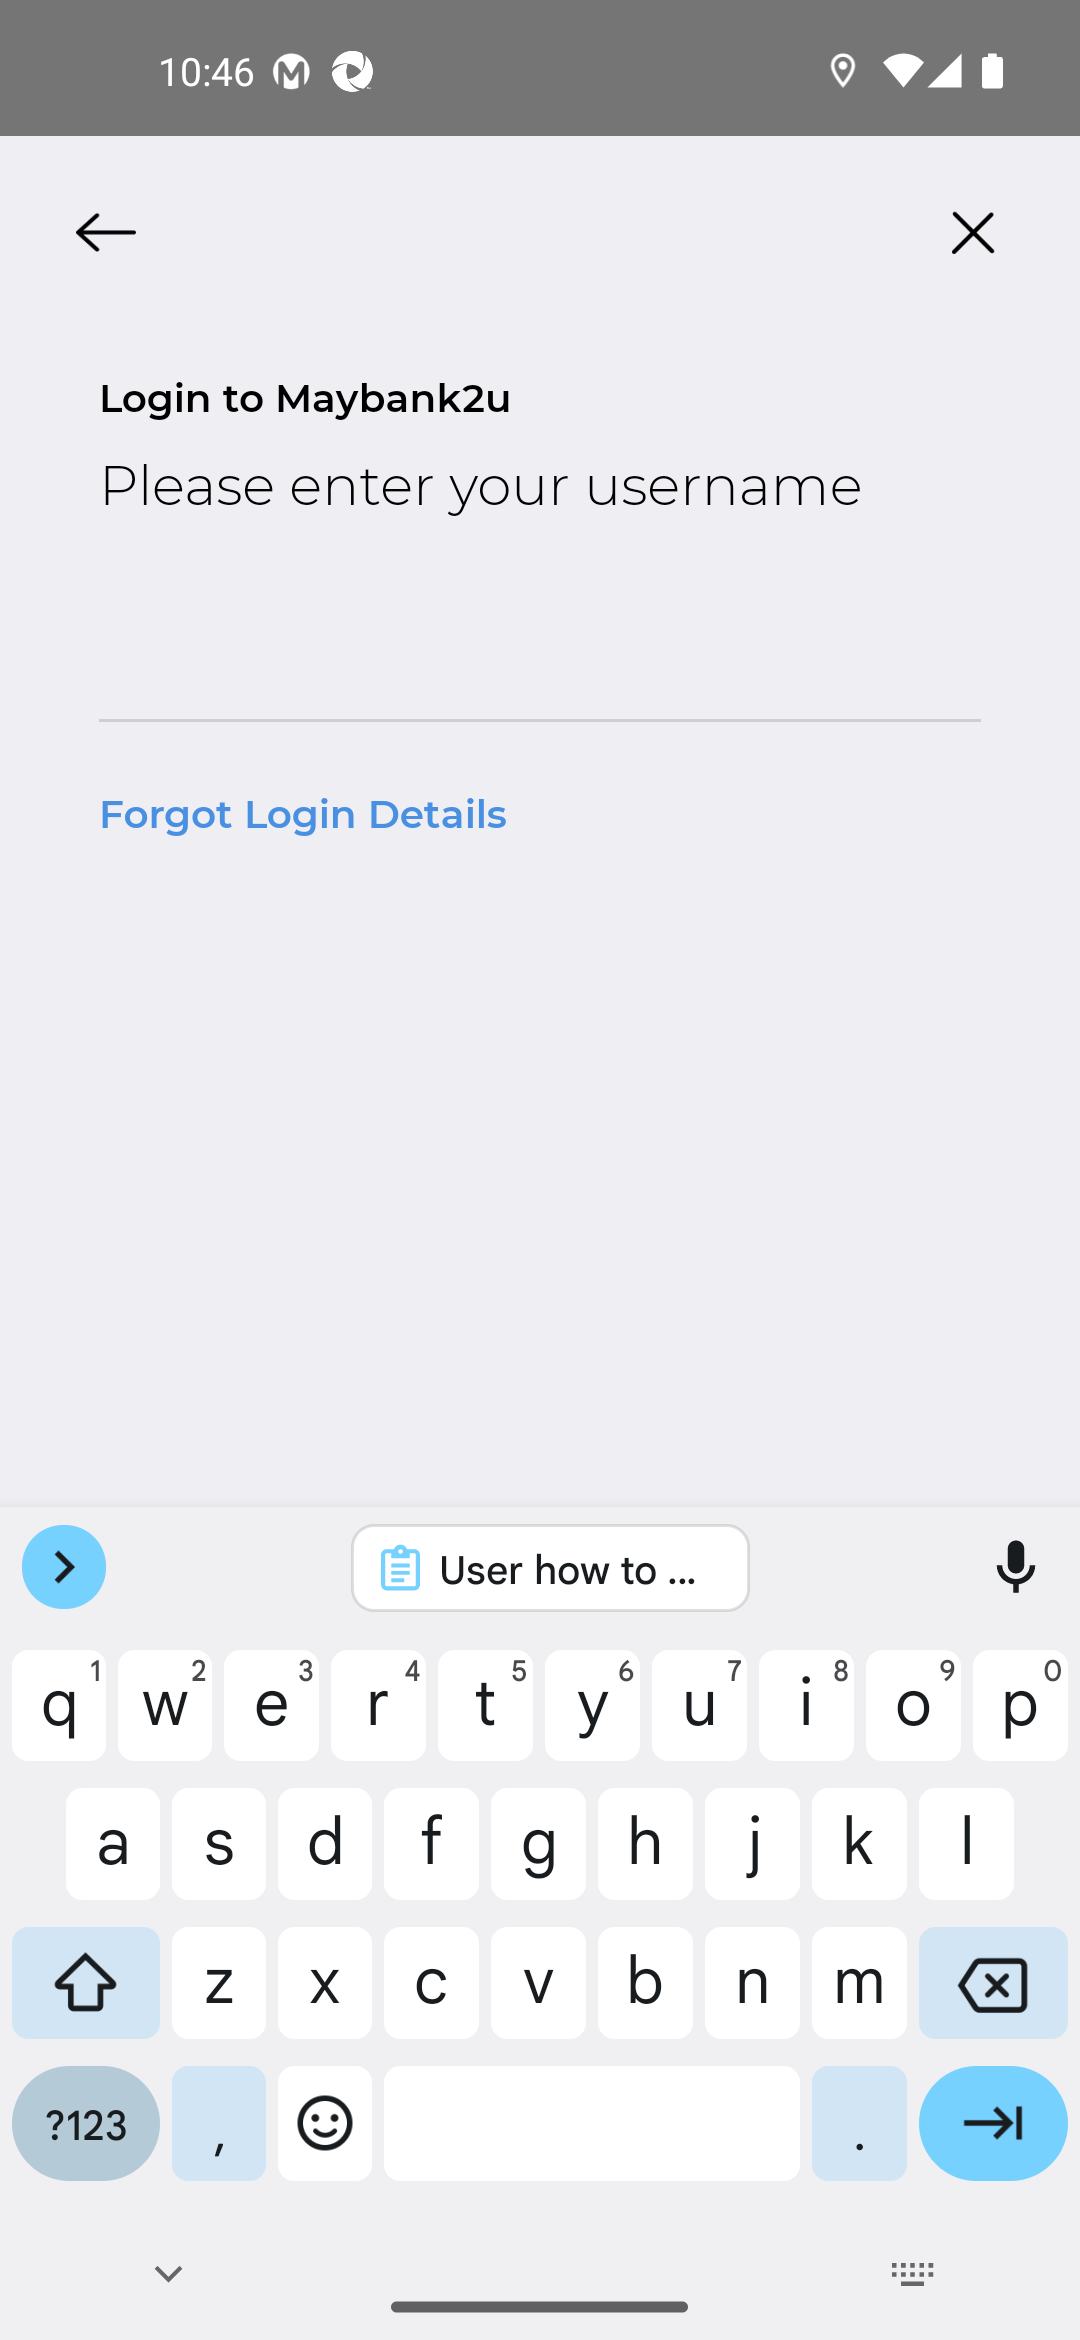 10:46
Login to Maybank2u
Please enter your username
Forgot Login Details
User how to ...
q 1 w 2 e 3 r 4 t 5 y 6 u 7 i 8 o 9 p 0
a s d f g h j k l
z x c v b n m
?123 , .